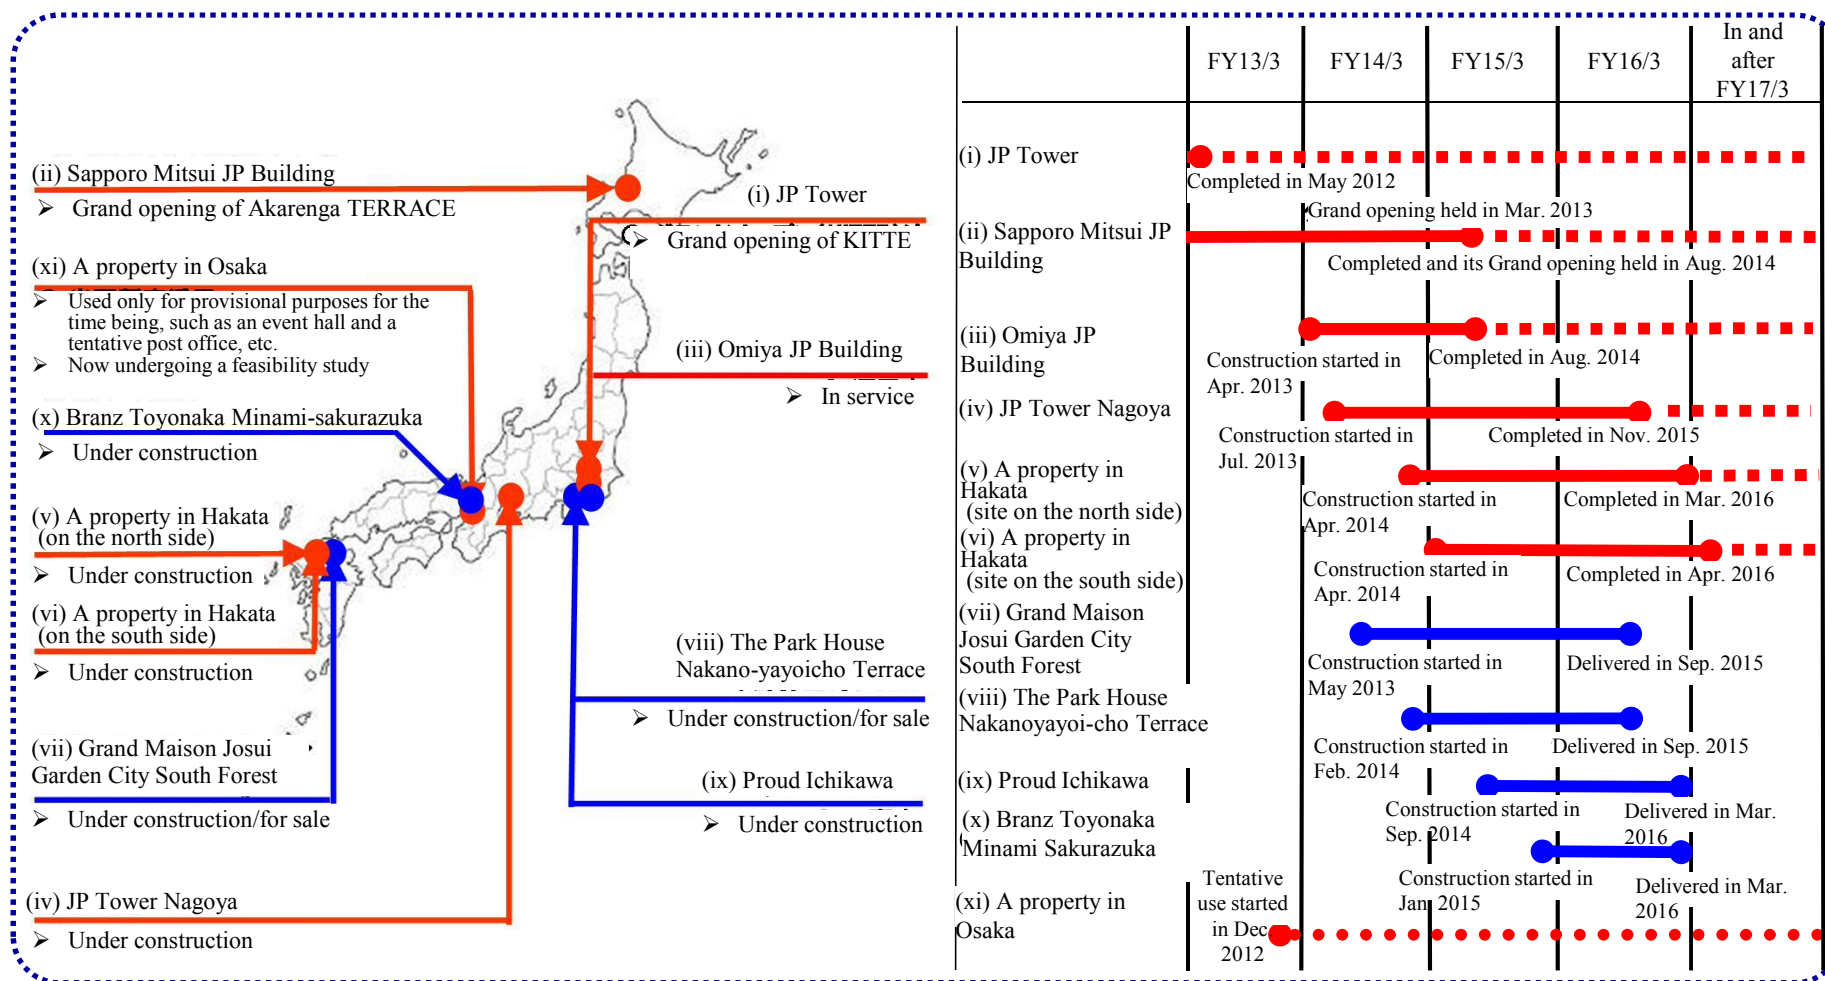 (ii) Sapporo Mitsui JP Building
➢ Grand opening of Akarenga TERRACE
(i) JP Tower
➢ Grand opening of KITTE
(xi) A property in Osaka
➢ Used only for provisional purposes for the
time being, such as an event hall and a
tentative post office, etc.
➢ Now undergoing a feasibility study
(iii) Omiya JP Building
➢ In service
(x) Branz Toyonaka Minami-sakurazuka
➢ Under construction
(v) A property in Hakata
(on the north side)
➢ Under construction
(vi) A property in Hakata
(on the south side)
➢ Under construction
(viii) The Park House
Nakano-yayoicho Terrace
➢ Under construction/for sale
(vii) Grand Maison Josui
Garden City South Forest
➢ Under construction/for sale
(ix) Proud Ichikawa
➢ Under construction
(iv) JP Tower Nagoya
➢ Under construction
FY13/3
FY14/3
FY15/3
FY16/3
In and
after
FY17/3
(i) JP Tower
Completed in May 2012
Grand opening held in Mar. 2013
(ii) Sapporo Mitsui JP
Building
Completed and its Grand opening held in Aug. 2014
(iii) Omiya JP
Building
Construction started in
Apr. 2013
Completed in Aug. 2014
(iv) JP Tower Nagoya
Construction started in
Jul. 2013
Completed in Nov. 2015
(v) A property in
Hakata
(site on the north side)
Construction started in
Apr. 2014
Completed in Mar. 2016
(vi) A property in
Hakata
(site on the south side)
Construction started in
Apr. 2014
Completed in Apr. 2016
(vii) Grand Maison
Josui Garden City
South Forest
Construction started in
May 2013
Delivered in Sep. 2015
(viii) The Park House
Nakanoyayoi-cho Terrace
Construction started in
Feb. 2014
Delivered in Sep. 2015
(ix) Proud Ichikawa
Construction started in
Sep. 2014
Delivered in Mar.
2016
(x) Branz Toyonaka
Minami Sakurazuka
Construction started in
Jan. 2015
Delivered in Mar.
2016
(xi) A property in
Osaka
Tentative
use started
in Dec.
2012